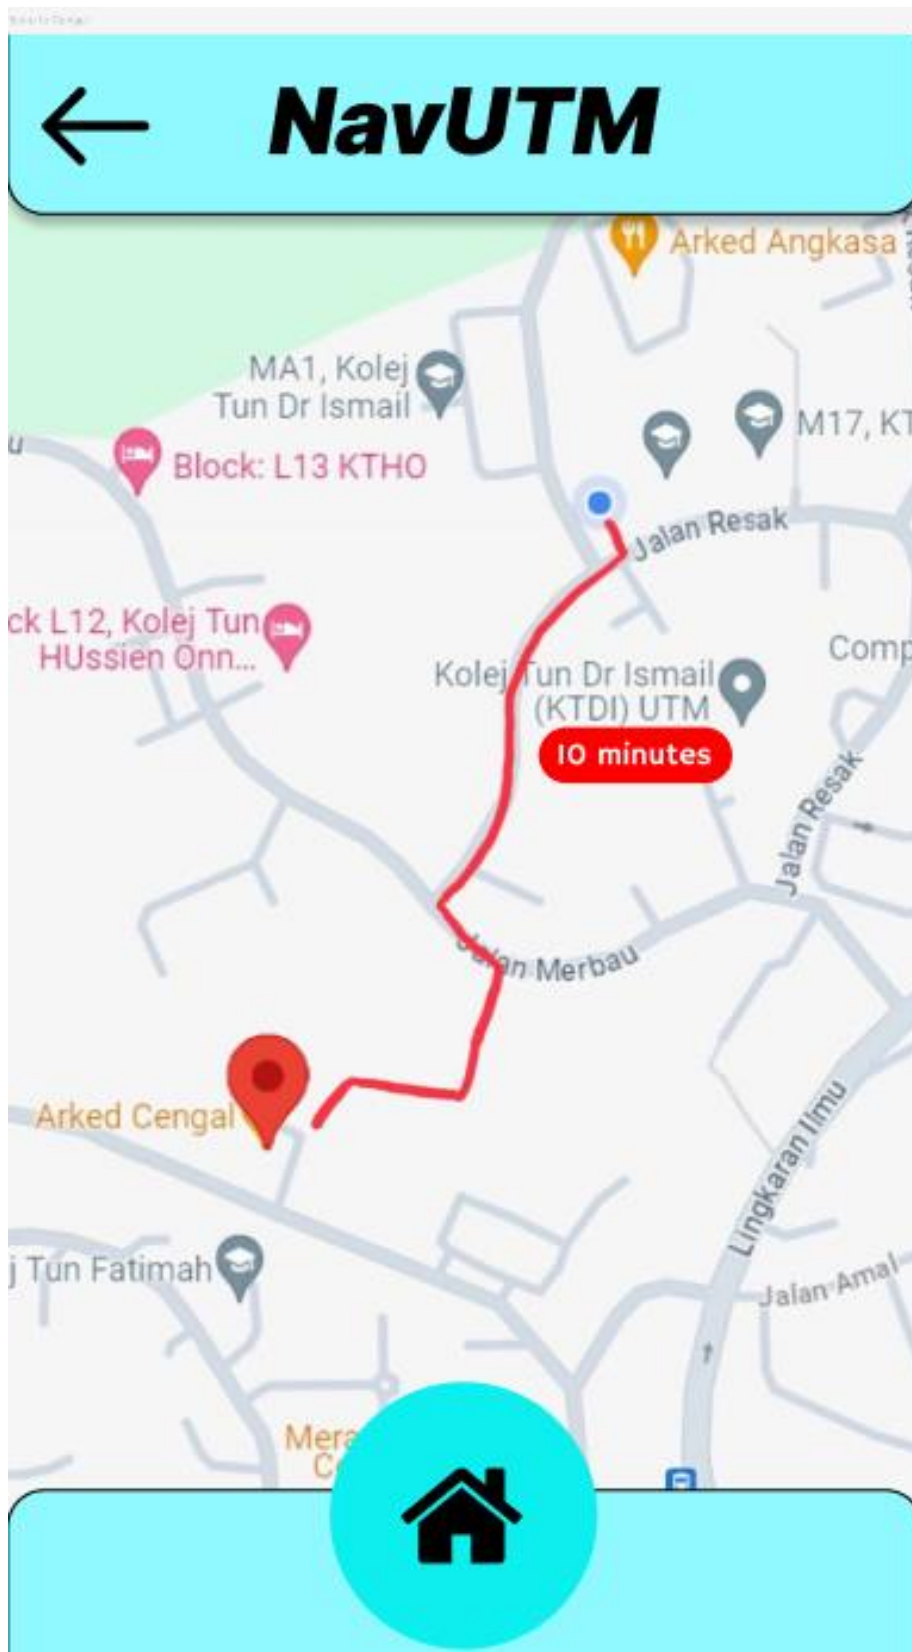 NavUTM
Arked Angkasa
MA1, Kolej
Tun Dr Ismail
M17, KT
Block: L13 KTHO
Jalan Resak
ck L12, Kolej Tun
HUssien Onn...
Kolej Tun Dr Ismail
(KTDI) UTM
Comp
10 minutes
Jalan Resak
Jalan Merbau
Arked Cengal
Lingkaran Ilmu
j Tun Fatimah
Jalan Amal
Mera
C